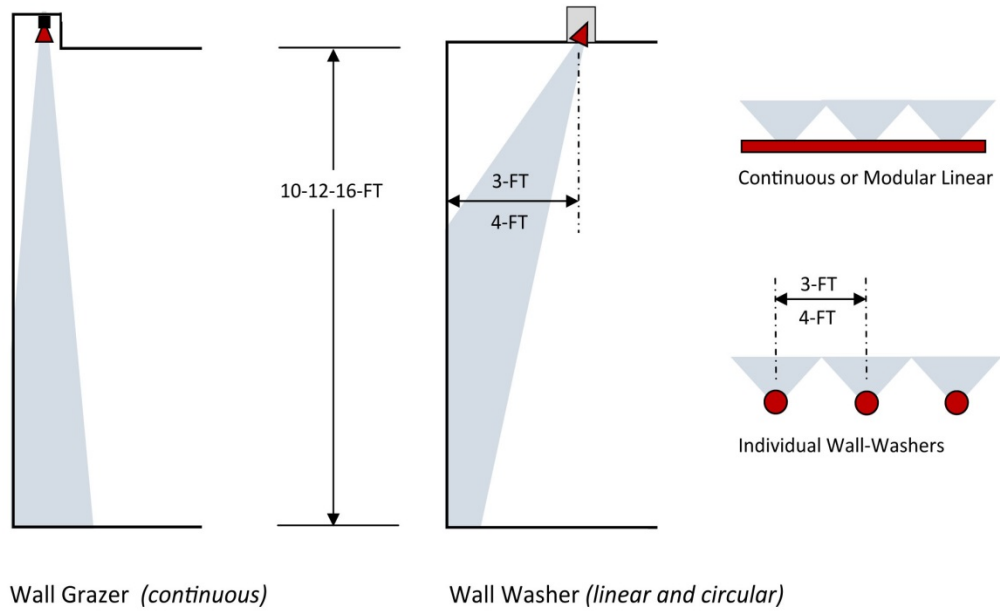 10-12-16-FT
3-FT
4-FT
Continuous or Modular Linear
3-FT
4-FT
Individual Wall-Washers
Wall Grazer (continuous)
Wall Washer (linear and circular)